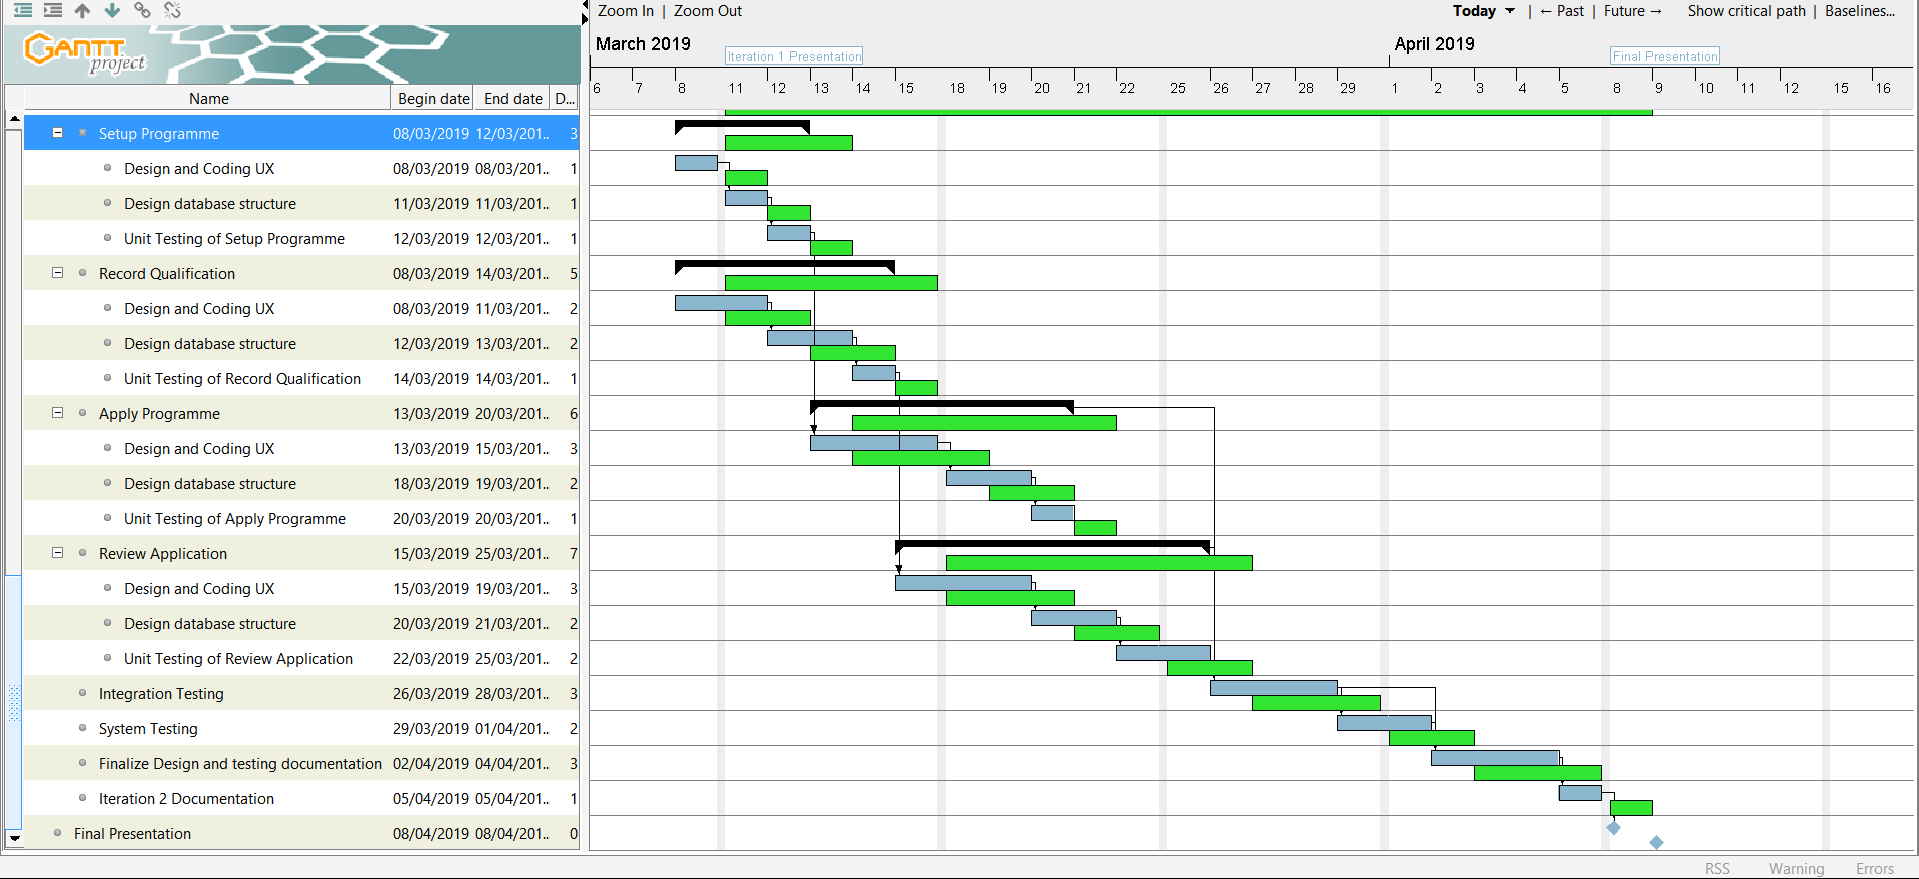 Zoom In | Zoom Out
Today | ← Past | Future → Show critical path | Baselines...
GANTT
project
March 2019
April 2019
Iteration 1 Presentation
Final Presentation
6 7 8 11 12 13 14 15 18 19 20 21 22 25 26 27 28 29 1 2 3 4 5 8 9 10 11 12 15 16
Name Begin date End date D...
Setup Programme 08/03/2019 12/03/201.. 3
Design and Coding UX 08/03/2019 08/03/201.. 1
Design database structure 11/03/2019 11/03/201.. 1
Unit Testing of Setup Programme 12/03/2019 12/03/201.. 1
Record Qualification 08/03/2019 14/03/201.. 5
Design and Coding UX 08/03/2019 11/03/201.. 2
Design database structure 12/03/2019 13/03/201.. 2
Unit Testing of Record Qualification 14/03/2019 14/03/201.. 1
Apply Programme 13/03/2019 20/03/201.. 6
Design and Coding UX 13/03/2019 15/03/201.. 3
Design database structure 18/03/2019 19/03/201.. 2
Unit Testing of Apply Programme 20/03/2019 20/03/201.. 1
Review Application 15/03/2019 25/03/201.. 7
Design and Coding UX 15/03/2019 19/03/201.. 3
Design database structure 20/03/2019 21/03/201.. 2
Unit Testing of Review Application 22/03/2019 25/03/201.. 2
Integration Testing 26/03/2019 28/03/201.. 3
System Testing 29/03/2019 01/04/201.. 2
Finalize Design and testing documentation 02/04/2019 04/04/201.. 3
Iteration 2 Documentation 05/04/2019 05/04/201.. 1
Final Presentation 08/04/2019 08/04/201.. 0
RSS Warning Errors